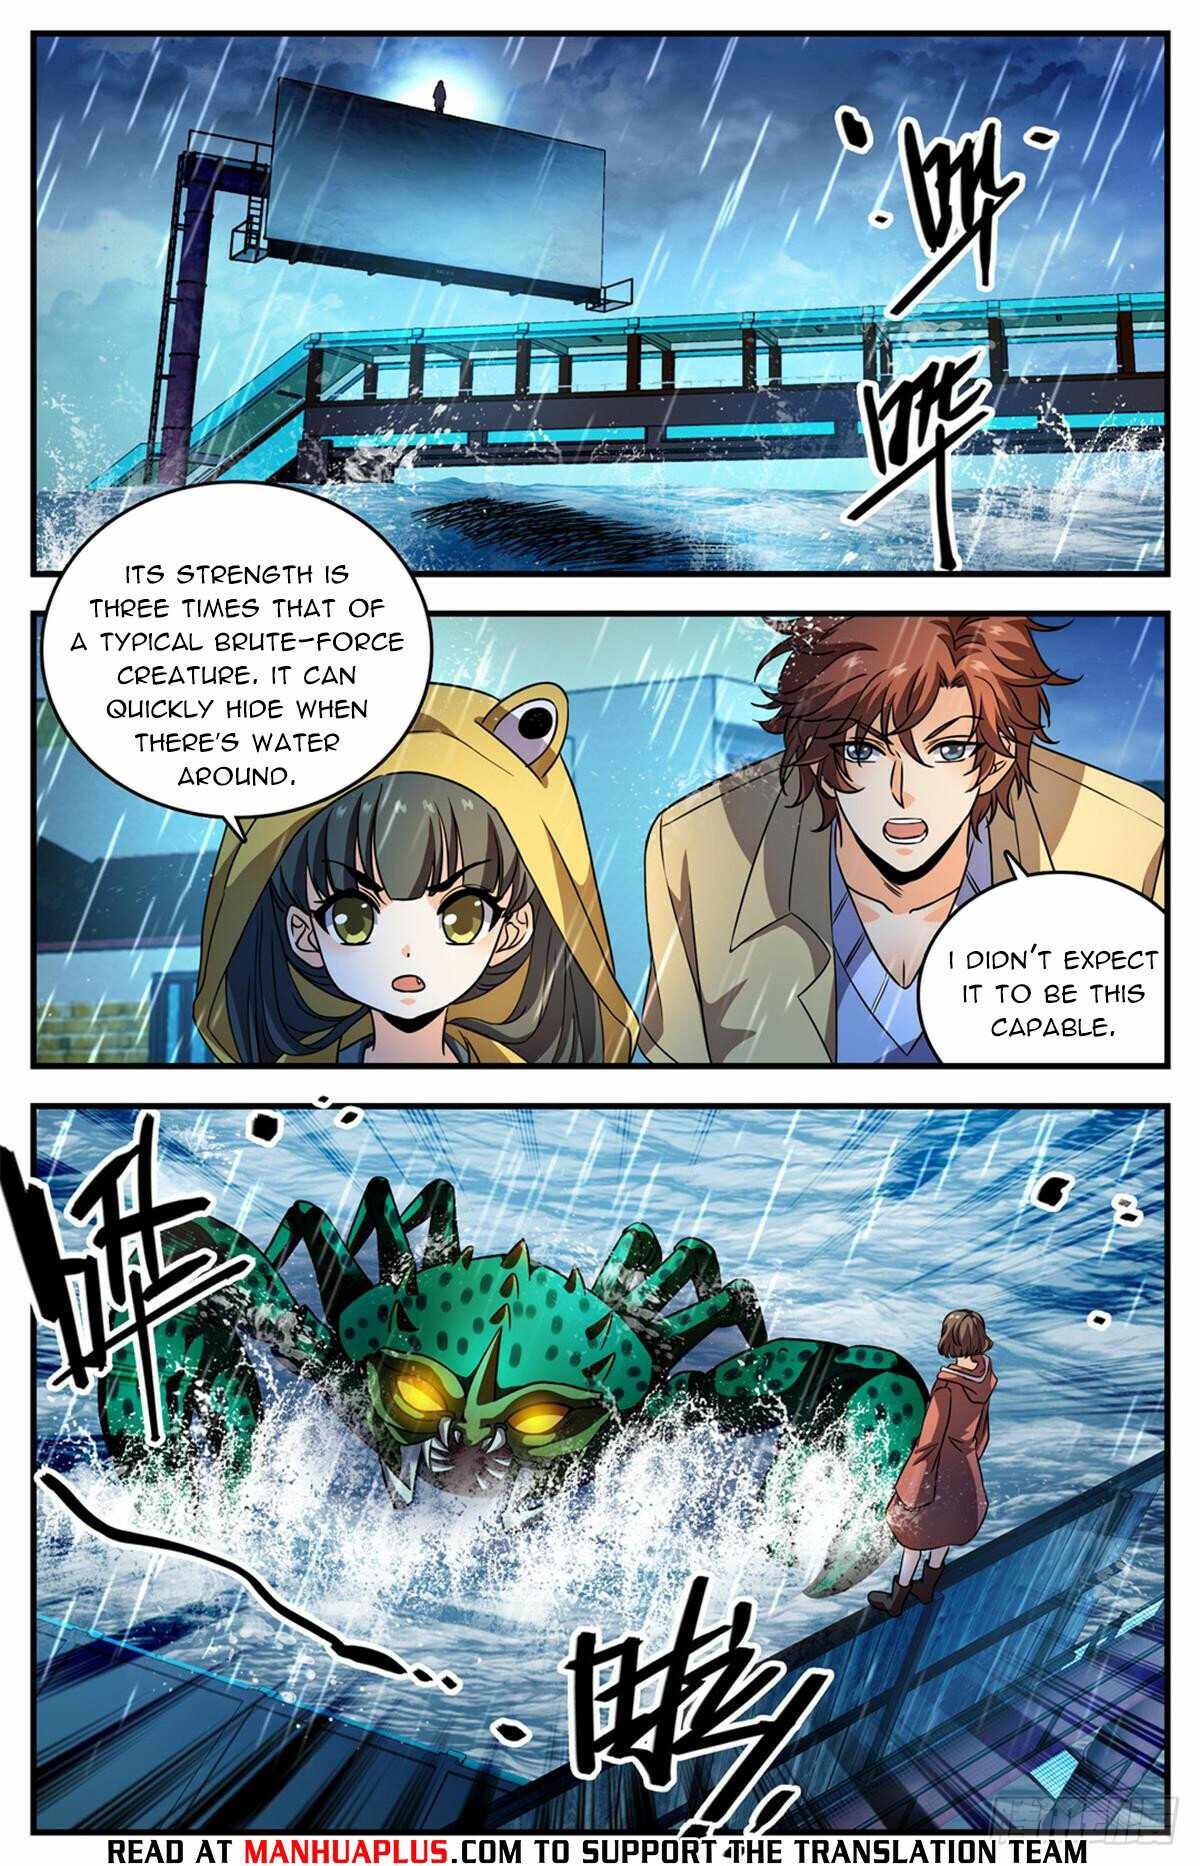 ITS STRENGTH IS
THREE TIMES THAT OF
A TYPICAL BRUTE-FORCE
CREATURE. IT CAN
QUICKLY HIDE WHEN
THERE'S WATER
AROUND.
I DIDN'T EXPECT
IT TO BE THIS
CAPABLE.
READ AT MANHUAPLUS.COM TO SUPPORT THE TRANSLATION TEAM